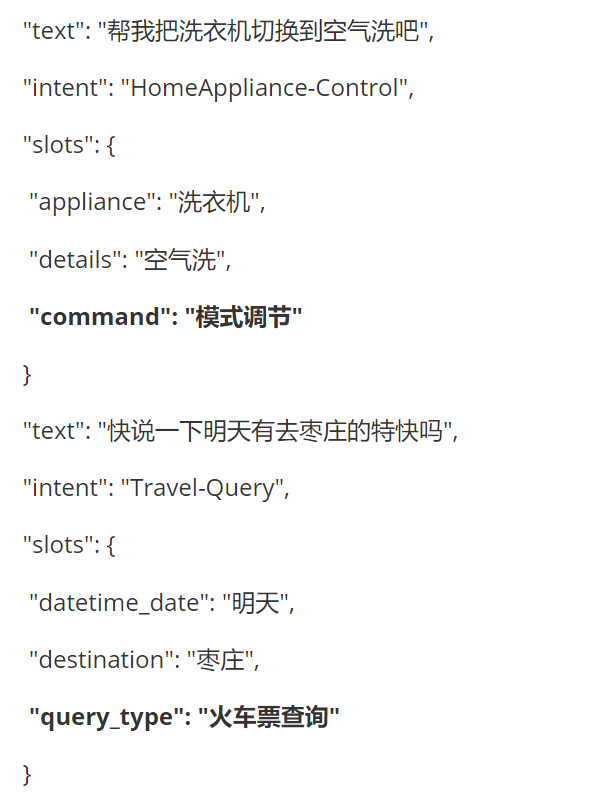 "text": "帮我把洗衣机切换到空气洗吧",
"intent": "HomeAppliance-Control",
"slots": {
"appliance": "洗衣机",
"details": "空气洗",
"command": "模式调节"
}
"text": "快说一下明天有去枣庄的特快吗",
"intent": "Travel-Query",
"slots": {
"datetime_date": "明天",
"destination": "枣庄",
"query_type": "火车票查询"
}